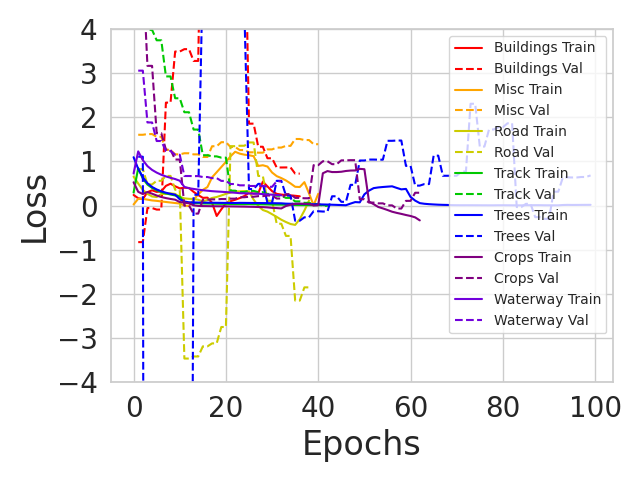 4
3
2
1
0
−1
−2
−3
−4
Loss
0 20 40 60 80 100
Epochs
Buildings Train
Buildings Val
Misc Train
Misc Val
Road Train
Road Val
Track Train
Track Val
Trees Train
Trees Val
Crops Train
Crops Val
Waterway Train
Waterway Val